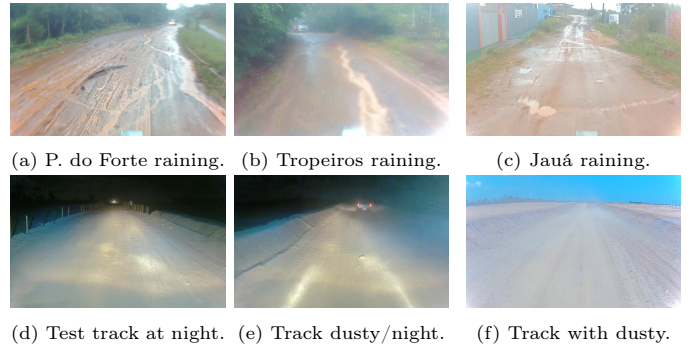 (a) P. do Forte raining.
(b) Tropeiros raining.
(c) Jauá raining.
(d) Test track at night.
(e) Track dusty/night.
(f) Track with dusty.